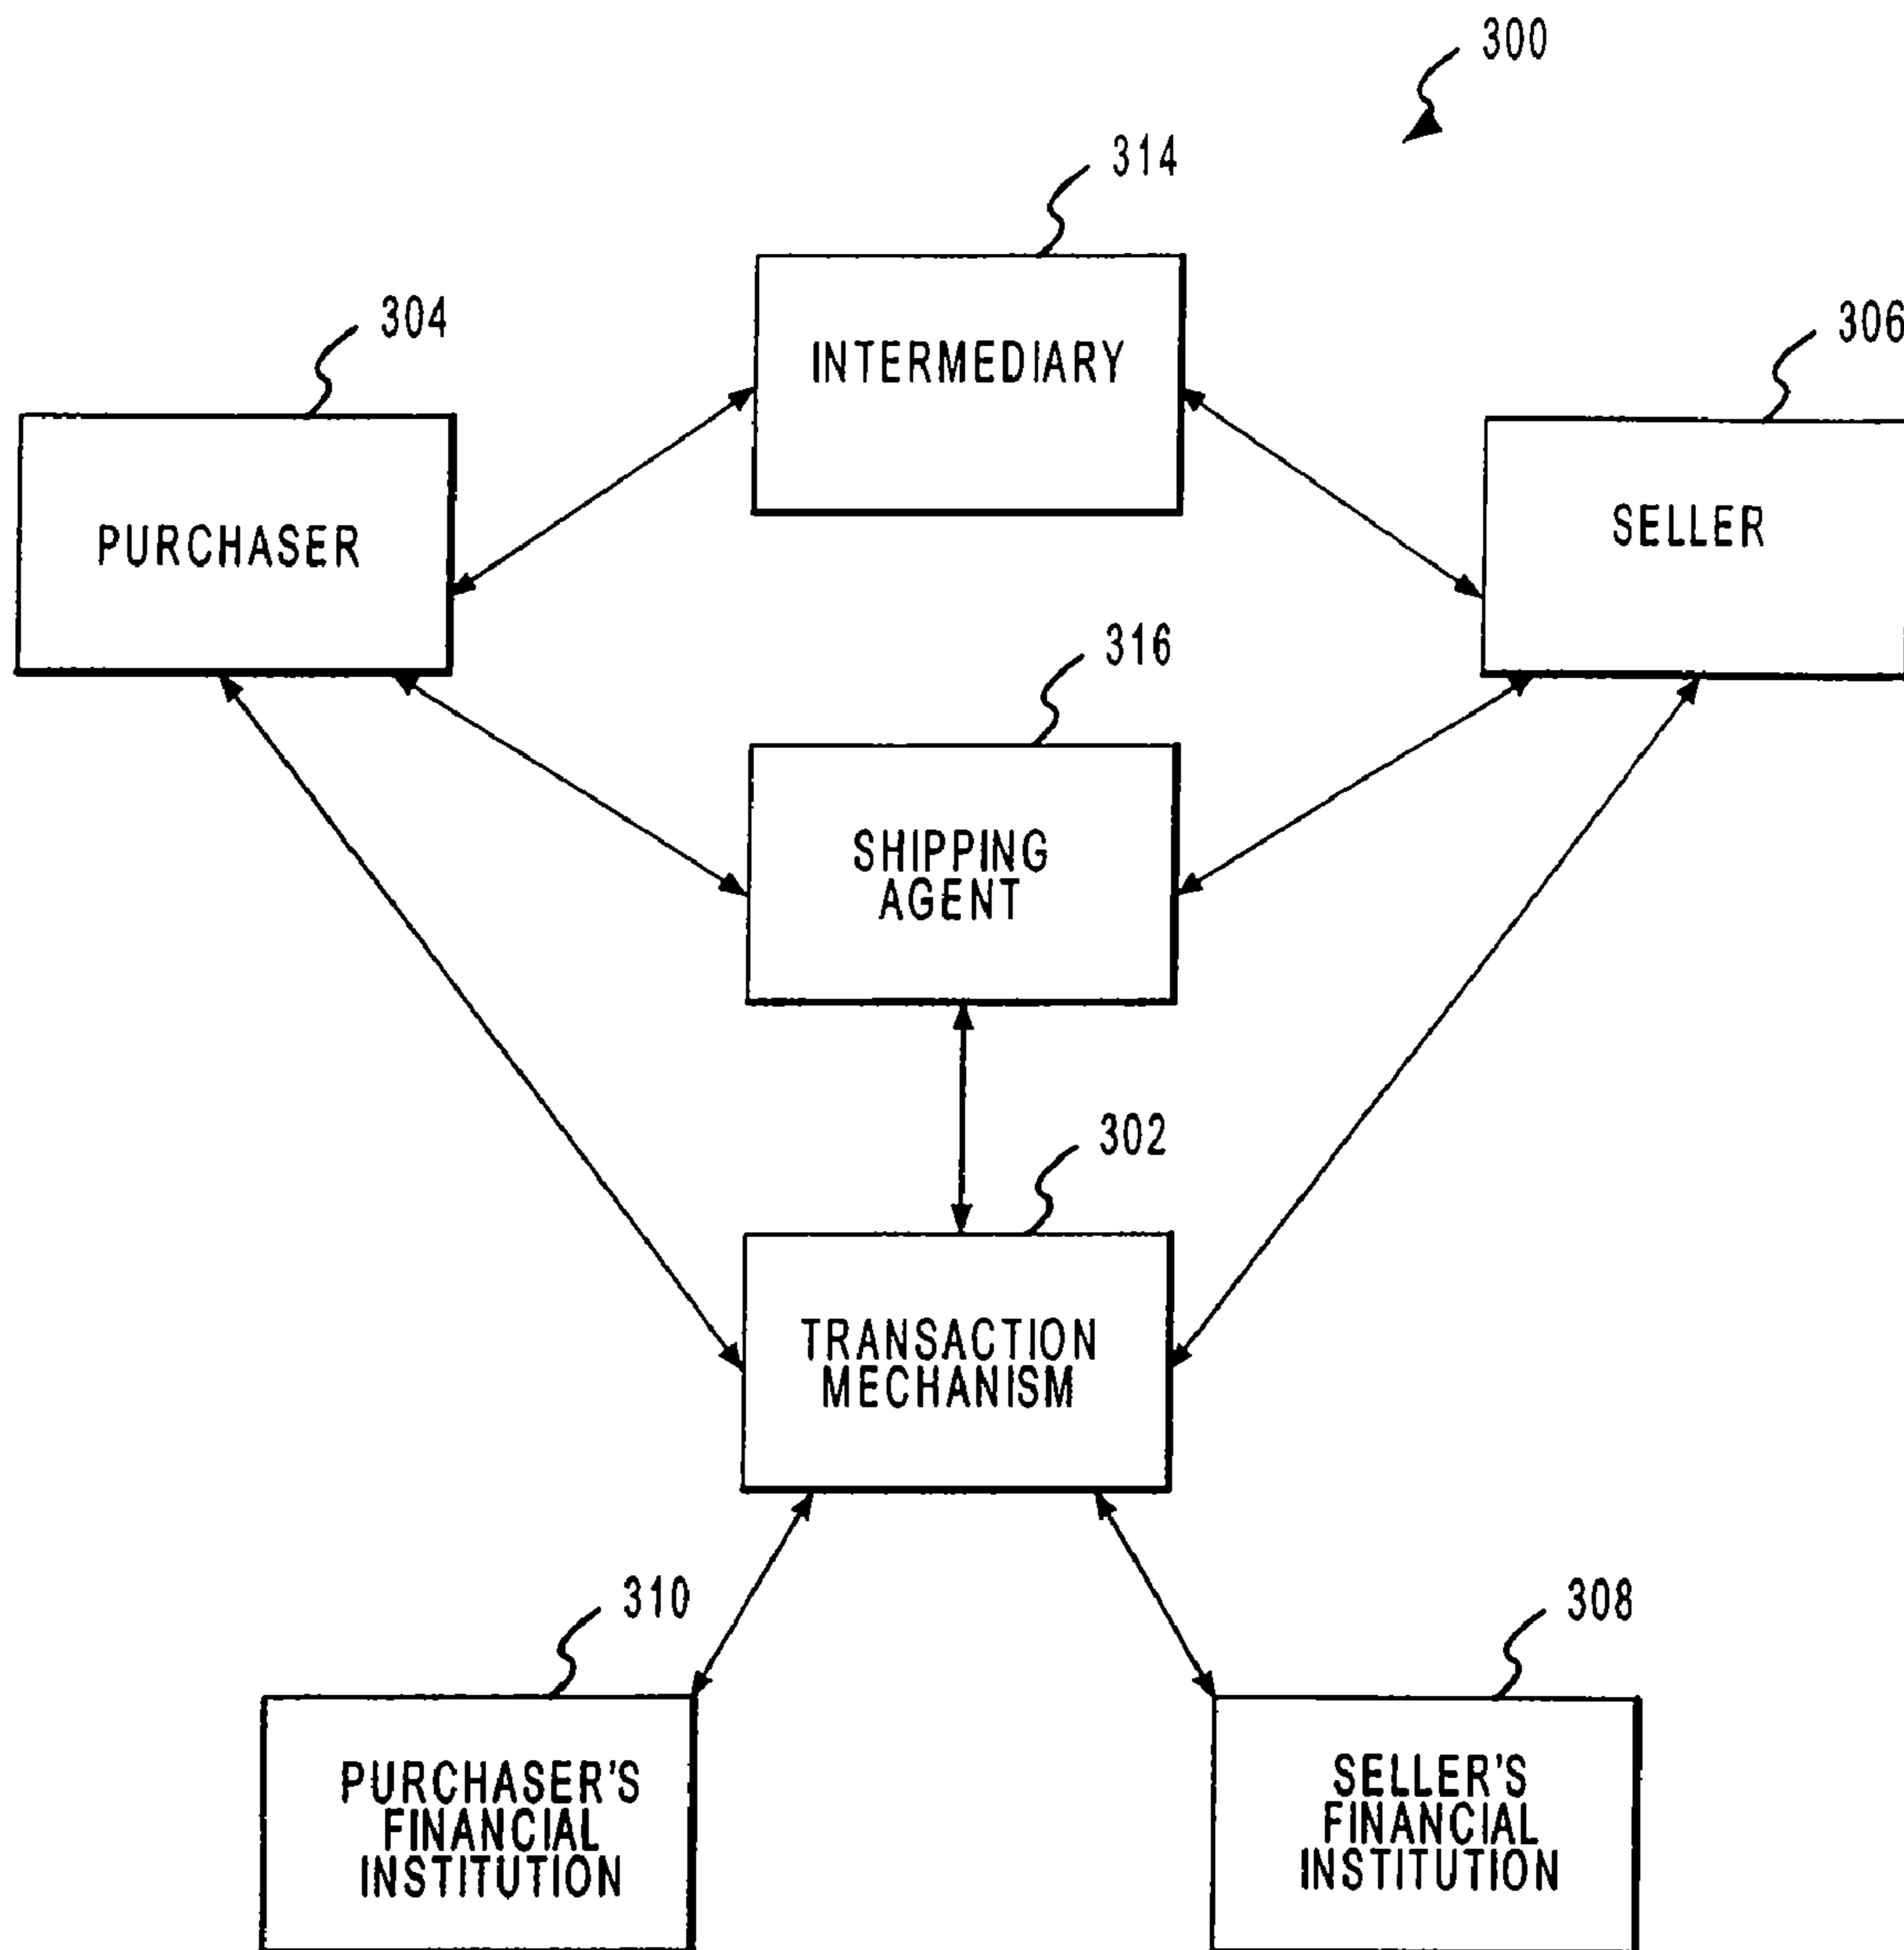 300
314
INTERMEDIARY
304
PURCHASER
306
SELLER
316
SHIPPING
AGENT
302
TRANSACTION
MECHANISM
310
PURCHASER'S
FINANCIAL
INSTITUTION
308
SELLER'S
FINANCIAL
INSTITUTION